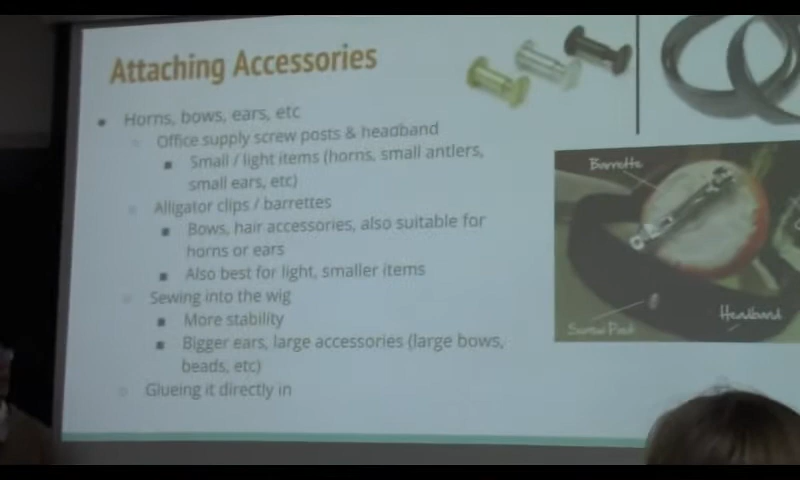 Attaching Accessories
Horns, bows, ears, etc
Office supply screw posts & headband
Small / light items (horns, small antlers,
small ears, etc)
Alligator clips / barrettes
Bows, hair accessories, also suitable for
horns or ears
Also best for light, smaller items
Sewing into the wig
More stability
Bigger ears, large accessories (large bows,
beads, etc)
Glueing it directly in
Barrette
Screw Post
Headband